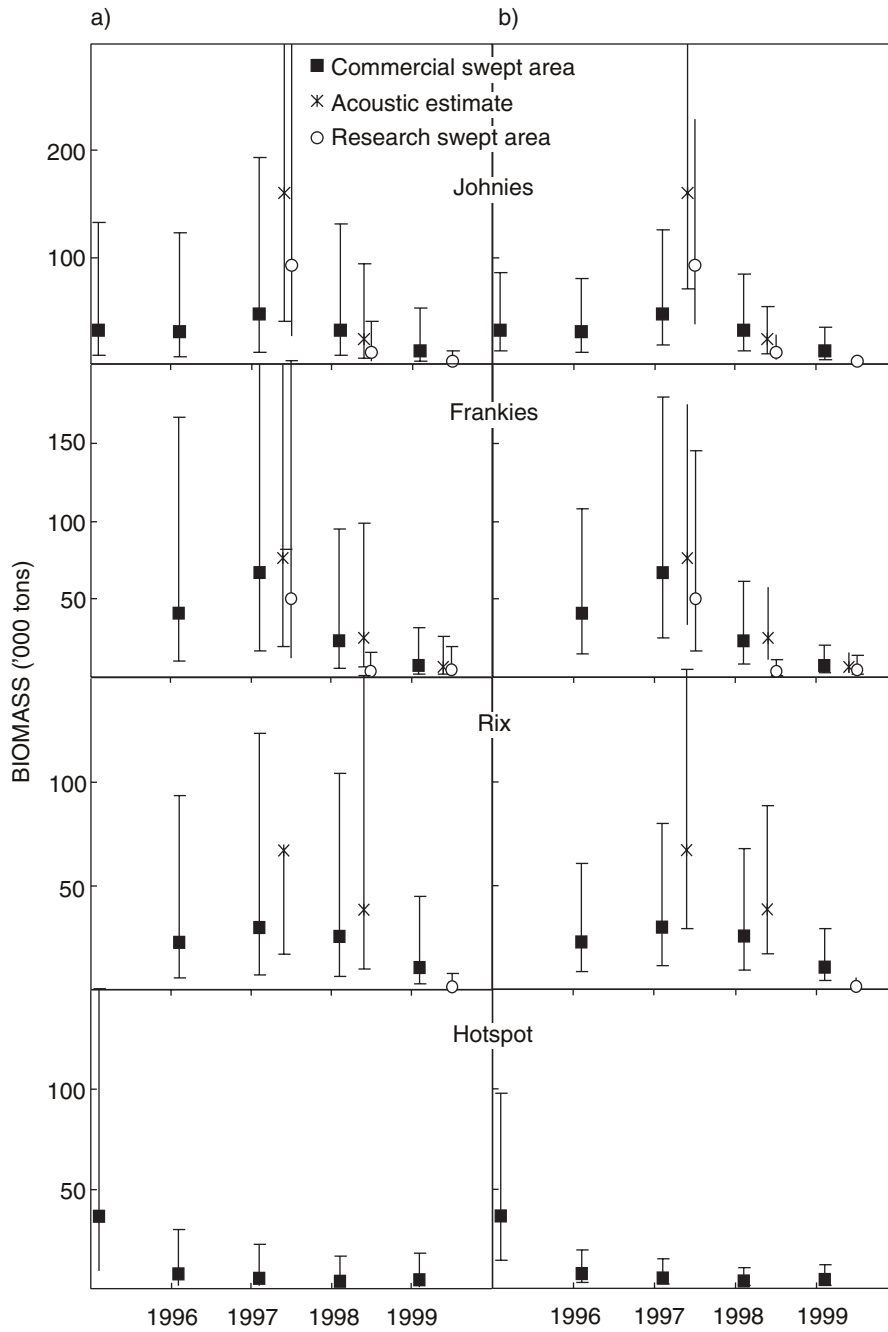 a)
b)
Commercial swept area
Acoustic estimate
Research swept area
Johnies
200
100
Frankies
150
100
50
BIOMASS ('000 tons)
Rix
100
50
Hotspot
100
50
1996 1997 1998 1999 1996 1997 1998 1999